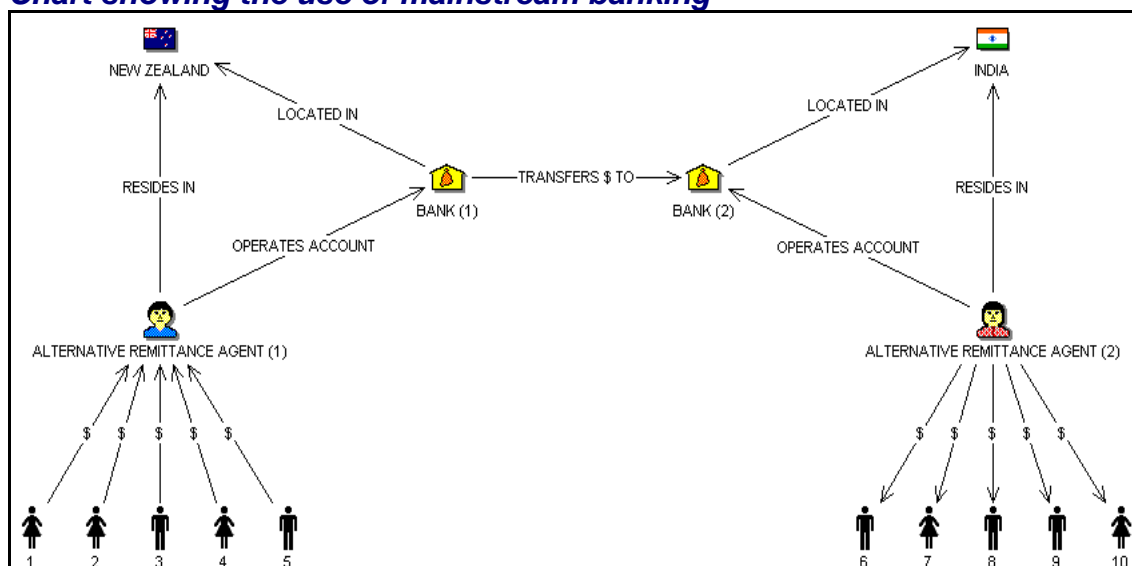 Chart showing the use of mainstream banking
NEW ZEALAND
INDIA
LOCATED IN
LOCATED IN
RESIDES IN
TRANSFERS $ TO
RESIDES IN
BANK (1)
BANK (2)
OPERATES ACCOUNT
OPERATES ACCOUNT
ALTERNATIVE REMITTANCE AGENT (1)
ALTERNATIVE REMITTANCE AGENT (2)
$ $ $ $ $
$ $ $ $ $
1 2 3 4 5
6 7 8 9 10